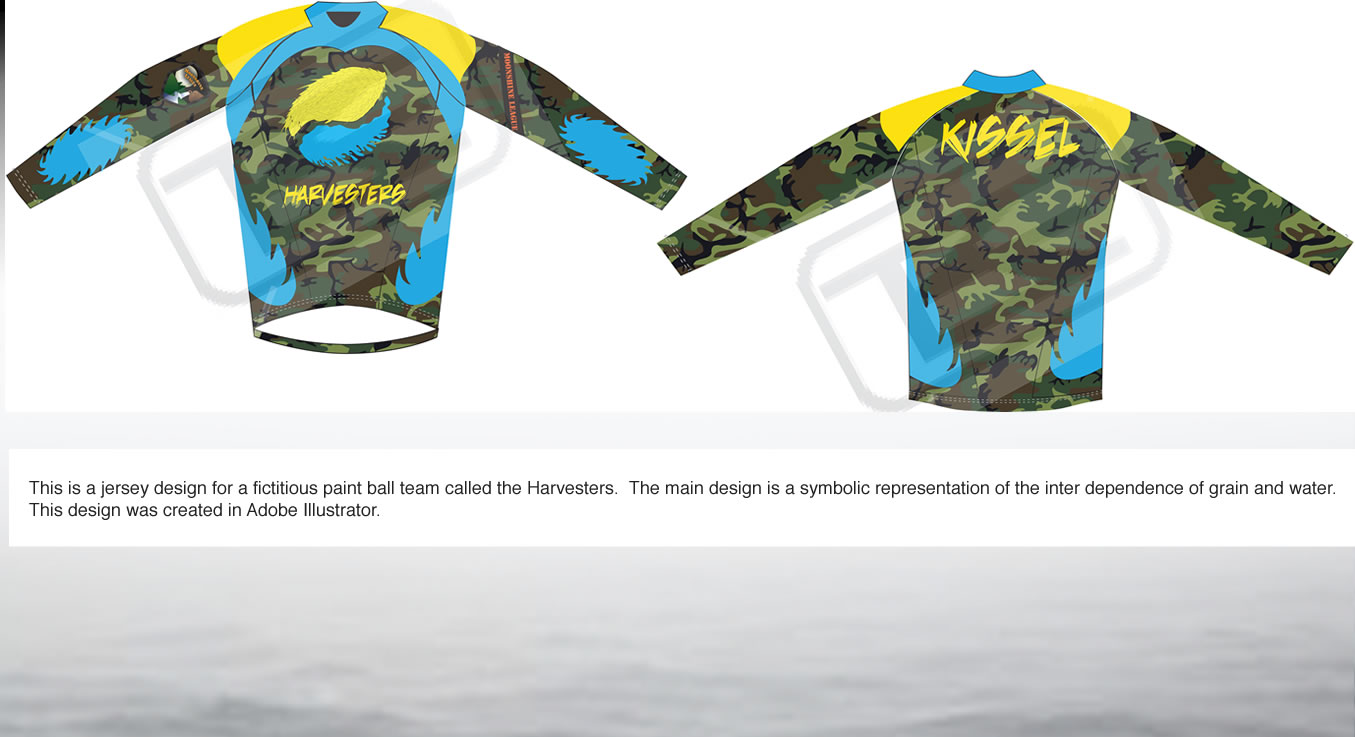 MOONSHINE LEAGUE
HARVESTERS
KISSEL
This is a jersey design for a fictitious paint ball team called the Harvesters.  The main design is a symbolic representation of the inter dependence of grain and water.
This design was created in Adobe Illustrator.